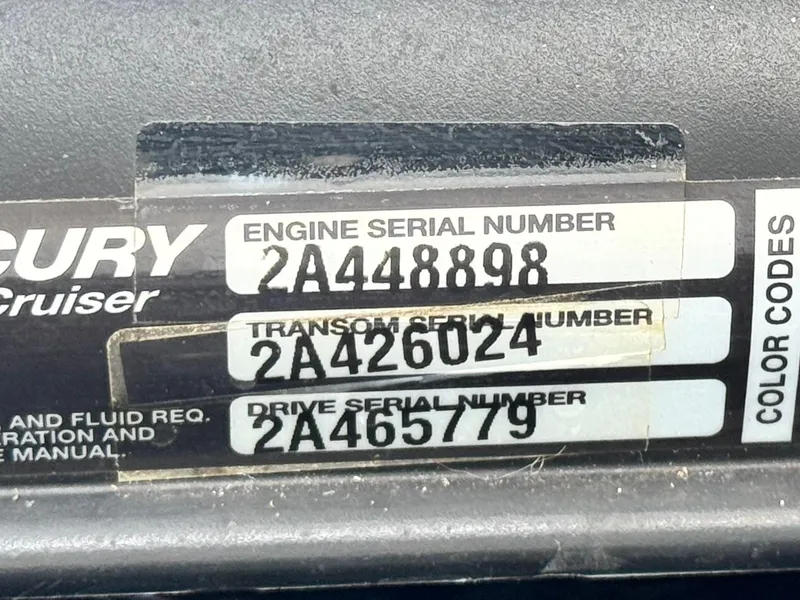 CURY
Cruiser
ENGINE SERIAL NUMBER
2A448898
TRANSOM SERIAL NUMBER
2A426024
DRIVE SERIAL NUMBER
2A465779
AND FLUID REQ.
ERATION AND
E MANUAL.
COLOR CODES